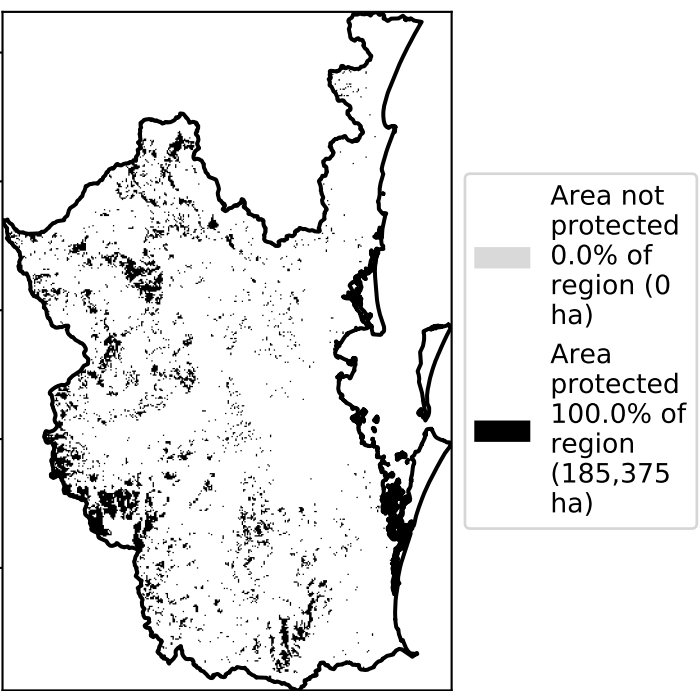 Area not
protected
0.0% of
region (0
ha)
Area
protected
100.0% of
region
(185,375
ha)